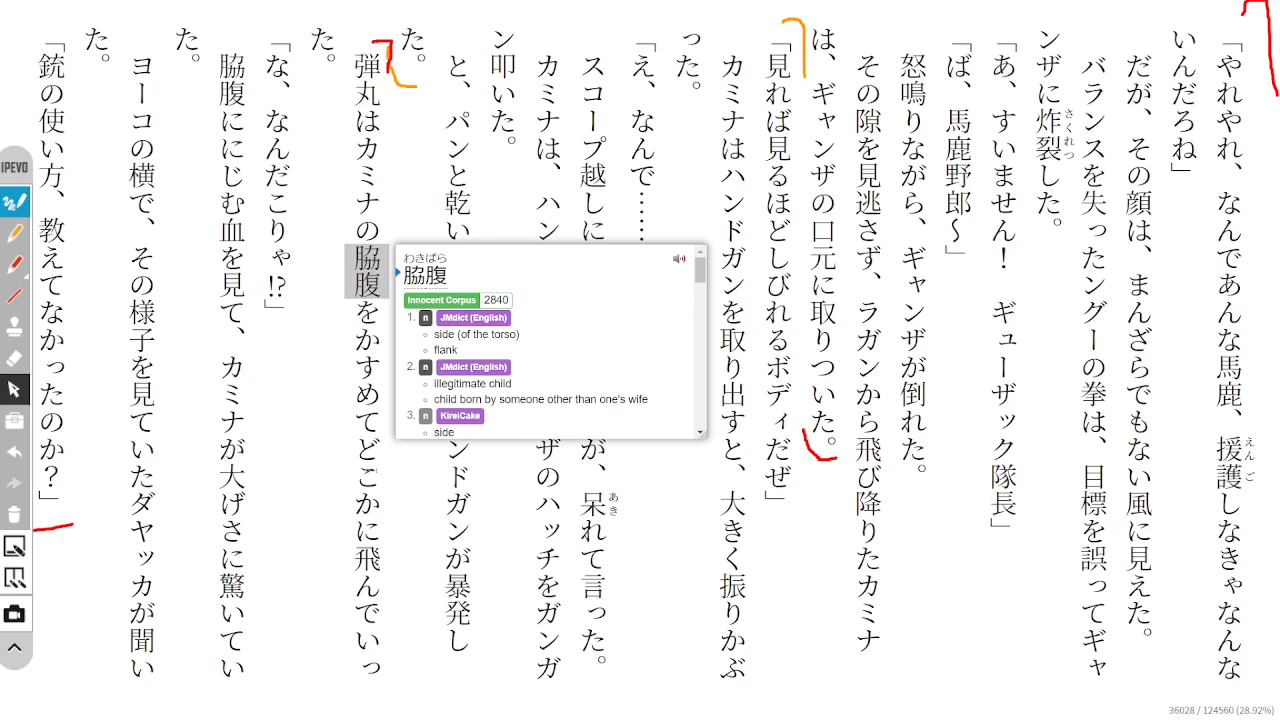 「やれやれ、なんであんな馬鹿、援護しなきゃなんな
えんご
いんだろね」
だが、その顔は、まんざらでもない風に見えた。
バランスを失ったングーの拳は、目標を誤ってギャ
ンザに炸裂した。
さくれつ
「あ、すいません！　ギューザック隊長」
「ば、馬鹿野郎～」
怒鳴りながら、ギャンザが倒れた。
その隙を見逃さず、ラガンから飛び降りたカミナ
は、ギャンザの口元に取りついた。
「見れば見るほどしびれるボディだぜ」
カミナはハンドガンを取り出すと、大きく振りかぶ
った。
「え、なんで……
スコープ越しに
が、呆れて言った。
あき
カミナは、ハン
ザのハッチをガンガ
ン叩いた。
と、パンと乾い
ンドガンが暴発し
た。
弾丸はカミナの脇腹をかすめてどこかに飛んでいっ
た。
「な、なんだこりゃ!?」
脇腹ににじむ血を見て、カミナが大げさに驚いてい
た。
ヨーコの横で、その様子を見ていたダヤッカが聞い
た。
「銃の使い方、教えてなかったのか？」
わきばら
脇腹
Innocent Corpus 2840
1. n JMdict (English)
side (of the torso)
flank
2. n JMdict (English)
illegitimate child
child born by someone other than one's wife
3. n KireiCake
side
IPEVO
36028 / 124560 (28.92%)